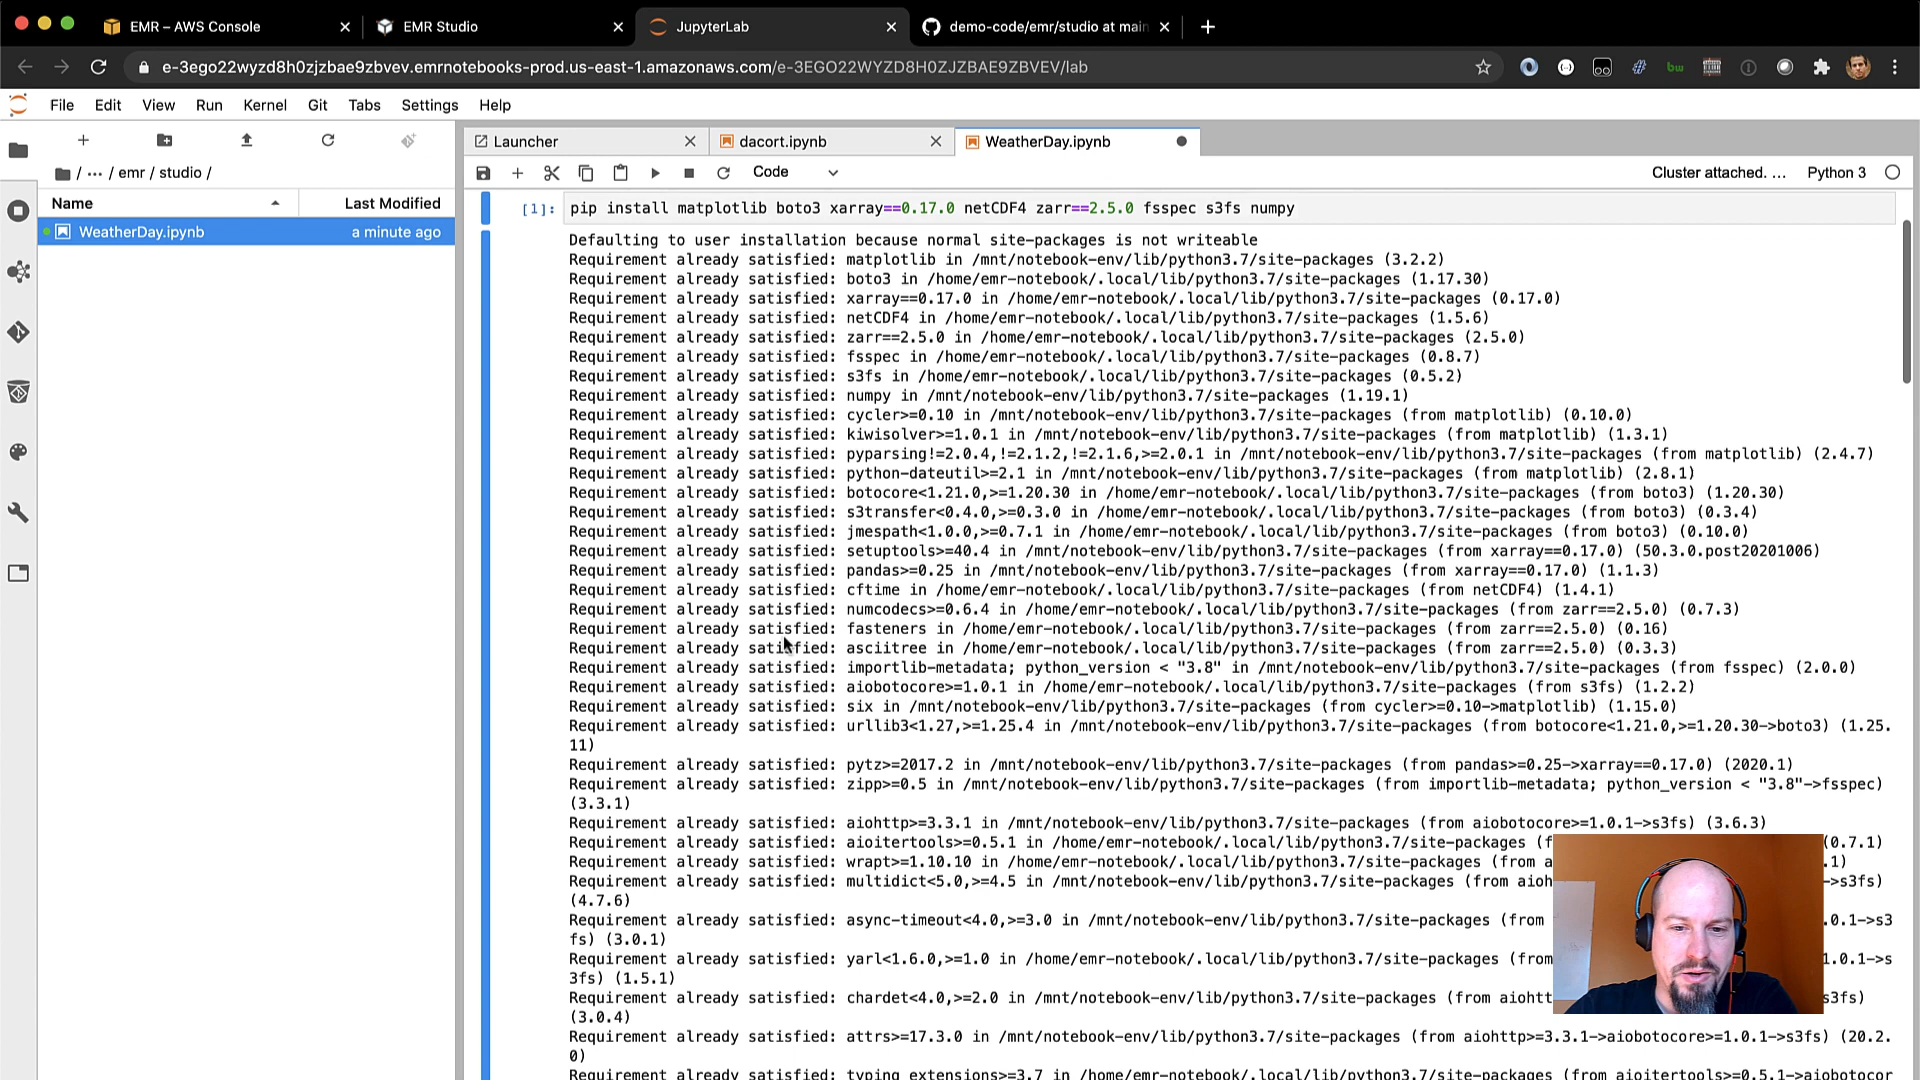 EMR – AWS Console
EMR Studio
JupyterLab
demo-code/emr/studio at main
e-3ego22wyzd8h0zjzbae9zbvev.emrnotebooks-prod.us-east-1.amazonaws.com/e-3EGO22WYZD8H0ZJZBAE9ZBVEV/lab
bw
File Edit View Run Kernel Git Tabs Settings Help
Launcher
dacort.ipynb
WeatherDay.ipynb
/ ··· / emr / studio /
Code
Cluster attached. ...
Python 3
Name
Last Modified
WeatherDay.ipynb
a minute ago
[1]:
pip install matplotlib boto3 xarray==0.17.0 netCDF4 zarr==2.5.0 fsspec s3fs numpy
Defaulting to user installation because normal site-packages is not writeable
Requirement already satisfied: matplotlib in /mnt/notebook-env/lib/python3.7/site-packages (3.2.2)
Requirement already satisfied: boto3 in /home/emr-notebook/.local/lib/python3.7/site-packages (1.17.30)
Requirement already satisfied: xarray==0.17.0 in /home/emr-notebook/.local/lib/python3.7/site-packages (0.17.0)
Requirement already satisfied: netCDF4 in /home/emr-notebook/.local/lib/python3.7/site-packages (1.5.6)
Requirement already satisfied: zarr==2.5.0 in /home/emr-notebook/.local/lib/python3.7/site-packages (2.5.0)
Requirement already satisfied: fsspec in /home/emr-notebook/.local/lib/python3.7/site-packages (0.8.7)
Requirement already satisfied: s3fs in /home/emr-notebook/.local/lib/python3.7/site-packages (0.5.2)
Requirement already satisfied: numpy in /mnt/notebook-env/lib/python3.7/site-packages (1.19.1)
Requirement already satisfied: cycler>=0.10 in /mnt/notebook-env/lib/python3.7/site-packages (from matplotlib) (0.10.0)
Requirement already satisfied: kiwisolver>=1.0.1 in /mnt/notebook-env/lib/python3.7/site-packages (from matplotlib) (1.3.1)
Requirement already satisfied: pyparsing!=2.0.4,!=2.1.2,!=2.1.6,>=2.0.1 in /mnt/notebook-env/lib/python3.7/site-packages (from matplotlib) (2.4.7)
Requirement already satisfied: python-dateutil>=2.1 in /mnt/notebook-env/lib/python3.7/site-packages (from matplotlib) (2.8.1)
Requirement already satisfied: botocore<1.21.0,>=1.20.30 in /home/emr-notebook/.local/lib/python3.7/site-packages (from boto3) (1.20.30)
Requirement already satisfied: s3transfer<0.4.0,>=0.3.0 in /home/emr-notebook/.local/lib/python3.7/site-packages (from boto3) (0.3.4)
Requirement already satisfied: jmespath<1.0.0,>=0.7.1 in /home/emr-notebook/.local/lib/python3.7/site-packages (from boto3) (0.10.0)
Requirement already satisfied: setuptools>=40.4 in /mnt/notebook-env/lib/python3.7/site-packages (from xarray==0.17.0) (50.3.0.post20201006)
Requirement already satisfied: pandas>=0.25 in /mnt/notebook-env/lib/python3.7/site-packages (from xarray==0.17.0) (1.1.3)
Requirement already satisfied: cftime in /home/emr-notebook/.local/lib/python3.7/site-packages (from netCDF4) (1.4.1)
Requirement already satisfied: numcodecs>=0.6.4 in /home/emr-notebook/.local/lib/python3.7/site-packages (from zarr==2.5.0) (0.7.3)
Requirement already satisfied: fasteners in /home/emr-notebook/.local/lib/python3.7/site-packages (from zarr==2.5.0) (0.16)
Requirement already satisfied: asciitree in /home/emr-notebook/.local/lib/python3.7/site-packages (from zarr==2.5.0) (0.3.3)
Requirement already satisfied: importlib-metadata; python_version < "3.8" in /mnt/notebook-env/lib/python3.7/site-packages (from fsspec) (2.0.0)
Requirement already satisfied: aiobotocore>=1.0.1 in /home/emr-notebook/.local/lib/python3.7/site-packages (from s3fs) (1.2.2)
Requirement already satisfied: six in /mnt/notebook-env/lib/python3.7/site-packages (from cycler>=0.10->matplotlib) (1.15.0)
Requirement already satisfied: urllib3<1.27,>=1.25.4 in /mnt/notebook-env/lib/python3.7/site-packages (from botocore<1.21.0,>=1.20.30->boto3) (1.25.
11)
Requirement already satisfied: pytz>=2017.2 in /mnt/notebook-env/lib/python3.7/site-packages (from pandas>=0.25->xarray==0.17.0) (2020.1)
Requirement already satisfied: zipp>=0.5 in /mnt/notebook-env/lib/python3.7/site-packages (from importlib-metadata; python_version < "3.8"->fsspec)
(3.3.1)
Requirement already satisfied: aiohttp>=3.3.1 in /mnt/notebook-env/lib/python3.7/site-packages (from aiobotocore>=1.0.1->s3fs) (3.6.3)
Requirement already satisfied: aioitertools>=0.5.1 in /home/emr-notebook/.local/lib/python3.7/site-packages (f (0.7.1)
Requirement already satisfied: wrapt>=1.10.10 in /home/emr-notebook/.local/lib/python3.7/site-packages (from a .1)
Requirement already satisfied: multidict<5.0,>=4.5 in /mnt/notebook-env/lib/python3.7/site-packages (from aioh ->s3fs)
(4.7.6)
Requirement already satisfied: async-timeout<4.0,>=3.0 in /mnt/notebook-env/lib/python3.7/site-packages (from .0.1->s3
fs) (3.0.1)
Requirement already satisfied: yarl<1.6.0,>=1.0 in /home/emr-notebook/.local/lib/python3.7/site-packages (from 1.0.1->s
3fs) (1.5.1)
Requirement already satisfied: chardet<4.0,>=2.0 in /mnt/notebook-env/lib/python3.7/site-packages (from aiohtt s3fs)
(3.0.4)
Requirement already satisfied: attrs>=17.3.0 in /mnt/notebook-env/lib/python3.7/site-packages (from aiohttp>=3.3.1->aiobotocore>=1.0.1->s3fs) (20.2.
0)
Requirement already satisfied: typing_extensions>=3.7 in /home/emr-notebook/.local/lib/python3.7/site-packages (from aioitertools>=0.5.1->aiobotocor